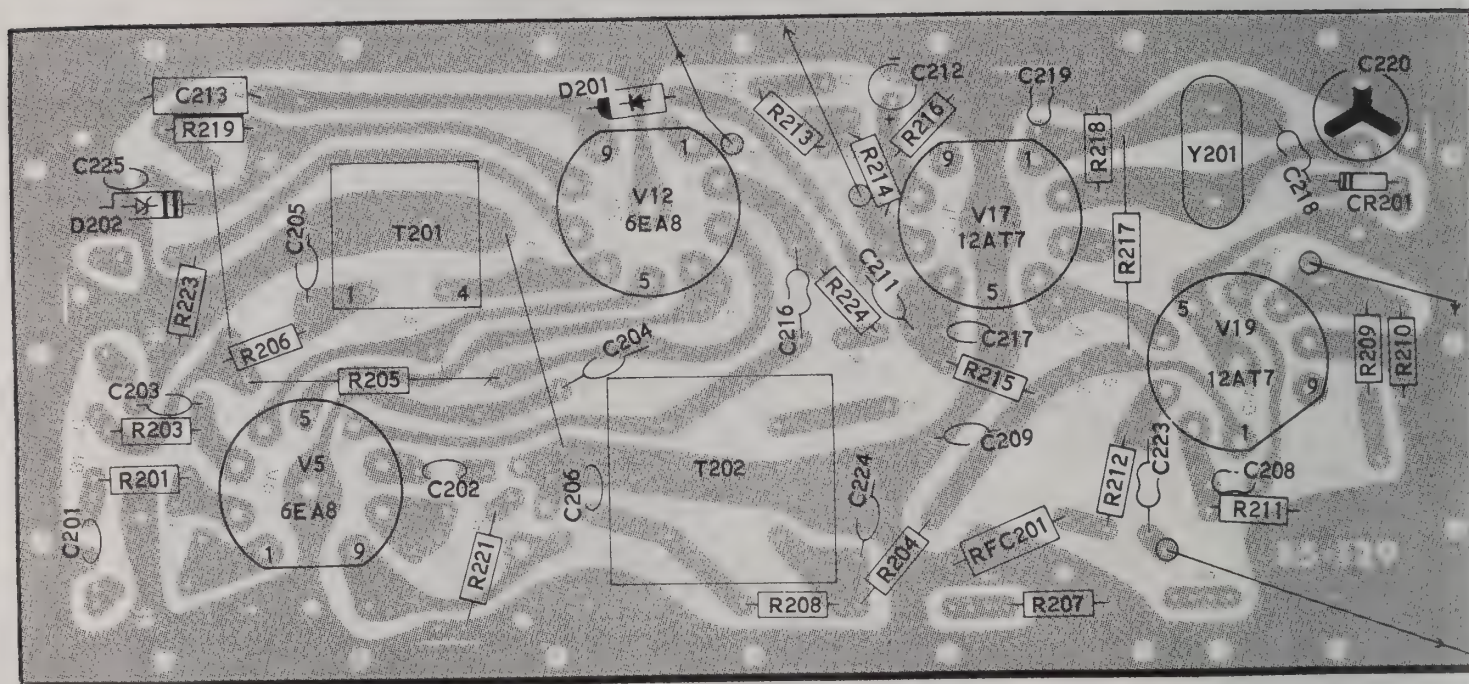 C213
R219
C225
D202
R223
C205
T201
1
4
R206
D201
9
1
V12
6EA8
5
R213
C212
R216
R214
C219
9
1
V17
12AT7
5
R218
R217
Y201
C220
C218
CR201
C216
R224
C211
C217
R215
5
V19
12AT7
9
1
R209
R210
C204
R205
C203
R203
R201
C201
5
V5
6EA8
1
9
C202
R221
C206
T202
C224
C209
R204
R208
RFC201
R207
R212
C223
C208
R211
85-129